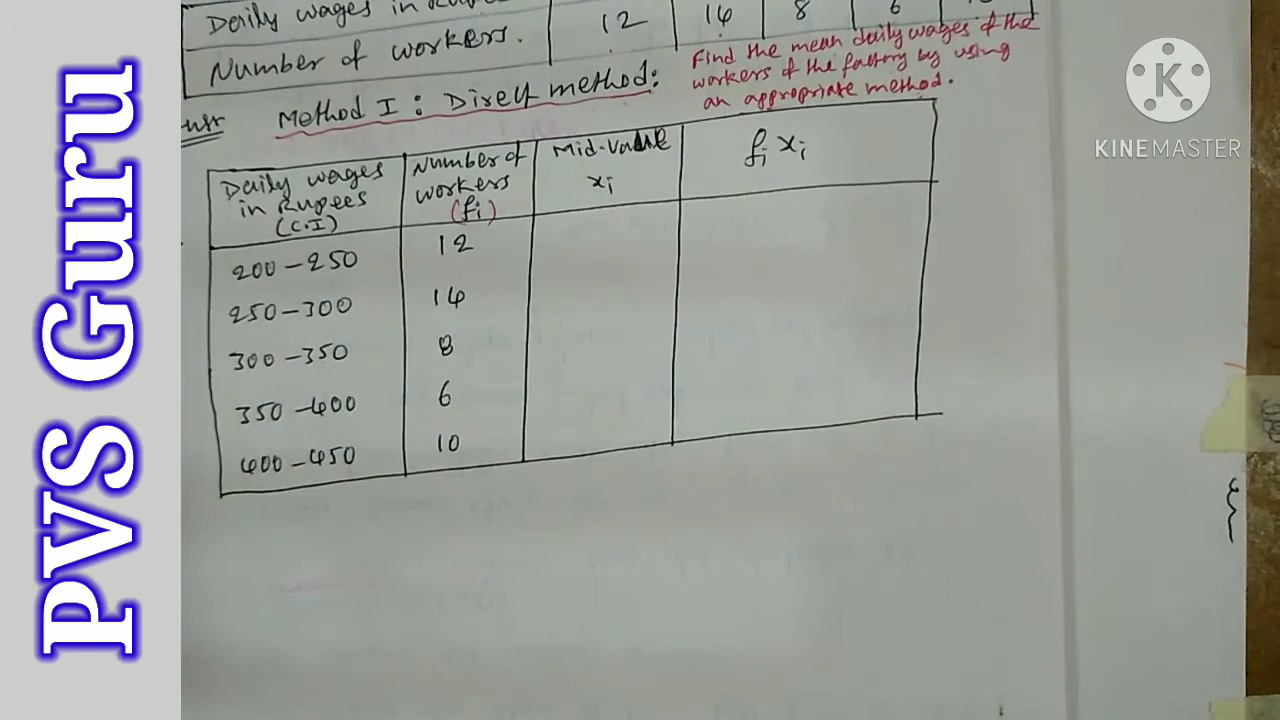 PVS Guru
Daily wages in
12 14 8 6
Number of workers.
Find the mean daily wages of the
workers of the factory by using
an appropriate method.
Method I : Direct method:
Daily wages
in Rupees
(C.I)
Number of
workers
(fi)
Mid-Value
xi
fi xi
200-250 12
250-300 14
300-350 8
350-400 6
400-450 10
K
KINEMASTER